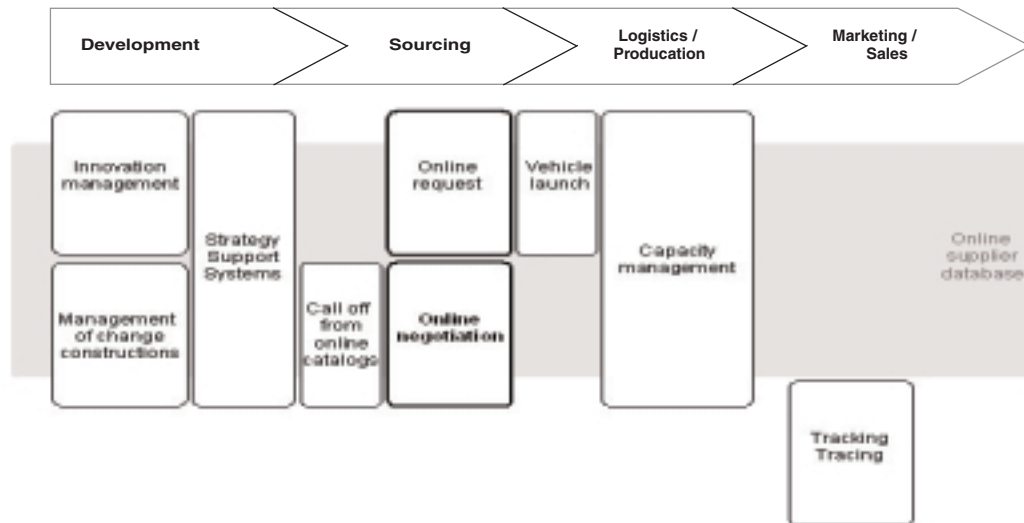 Development
Sourcing
Logistics /
Producation
Marketing /
Sales
Innovation
management
Strategy
Support
Systems
Management
of change
constructions
Call off
from
online
catalogs
Online
request
Online
negotiation
Vehicle
launch
Capacity
management
Online
supplier
database
Tracking
Tracing